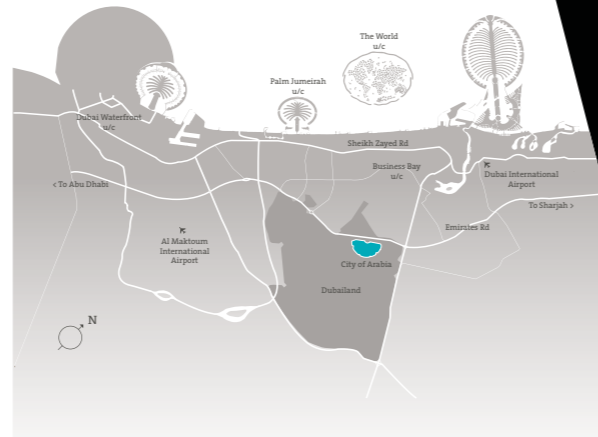 The World
u/c
Palm Jumeirah
u/c
Dubai Waterfront
u/c
Sheikh Zayed Rd
Business Bay
u/c
Dubai International
Airport
< To Abu Dhabi
To Sharjah >
Emirates Rd
Al Maktoum
International
Airport
City of Arabia
Dubailand
N